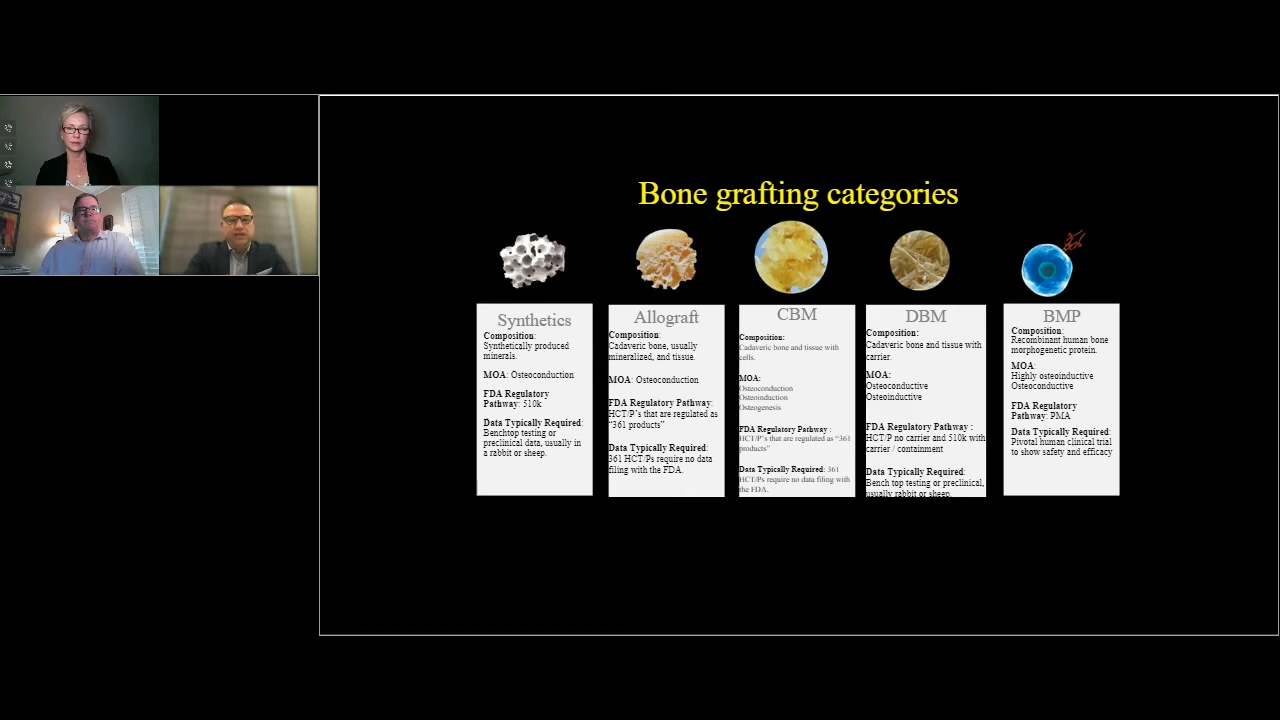 Bone grafting categories
Synthetics
Composition:
Synthetically produced
minerals.
MOA: Osteoconduction
FDA Regulatory
Pathway: 510k
Data Typically Required:
Benchtop testing or
preclinical data, usually in
a rabbit or sheep.
Allograft
Composition:
Cadaveric bone, usually
mineralized, and tissue.
MOA: Osteoconduction
FDA Regulatory Pathway:
HCT/P's that are regulated as
“361 products”
Data Typically Required:
361 HCT/Ps require no data
filing with the FDA.
CBM
Composition:
Cadaveric bone and tissue with
cells.
MOA:
Osteoconduction
Osteoinduction
Osteogenesis
FDA Regulatory Pathway :
HCT/P's that are regulated as “361
products”
Data Typically Required: 361
HCT/Ps require no data filing with
the FDA.
DBM
Composition:
Cadaveric bone and tissue with
carrier.
MOA:
Osteoconductive
Osteoinductive
FDA Regulatory Pathway :
HCT/P no carrier and 510k with
carrier / containment
Data Typically Required:
Bench top testing or preclinical,
usually rabbit or sheep.
BMP
Composition:
Recombinant human bone
morphogenetic protein.
MOA:
Highly osteoinductive
Osteoconductive
FDA Regulatory
Pathway: PMA
Data Typically Required:
Pivotal human clinical trial
to show safety and efficacy